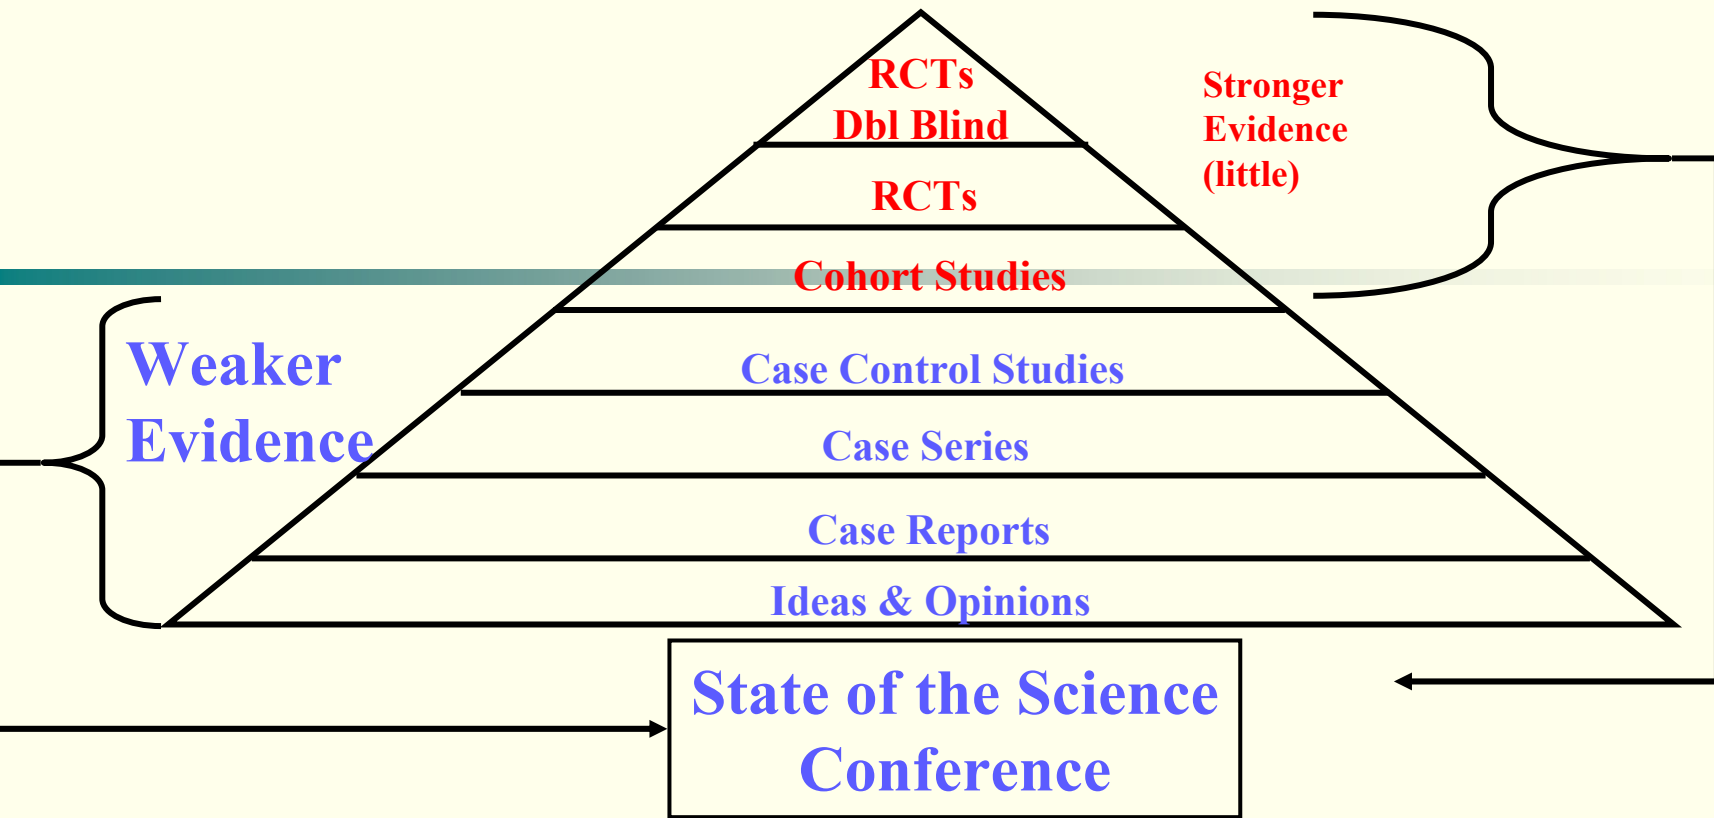 RCTs
Dbl Blind
Stronger
Evidence
(little)
RCTs
Cohort Studies
Weaker
Evidence
Case Control Studies
Case Series
Case Reports
Ideas & Opinions
State of the Science
Conference